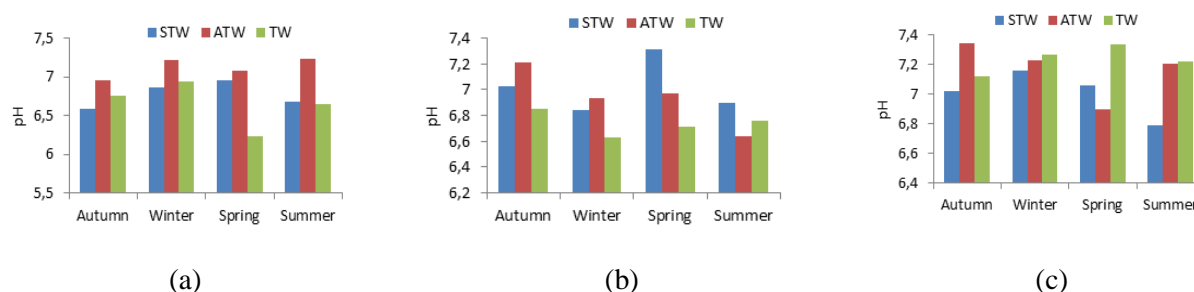 STW ATW TW
7,5
7
6,5
6
5,5
pH
Autumn Winter Spring Summer
(a)
STW ATW TW
7,4
7,2
7
6,8
6,6
6,4
6,2
pH
Autumn Winter Spring Summer
(b)
STW ATW TW
7,4
7,2
7
6,8
6,6
6,4
pH
Autumn Winter Spring Summer
(c)